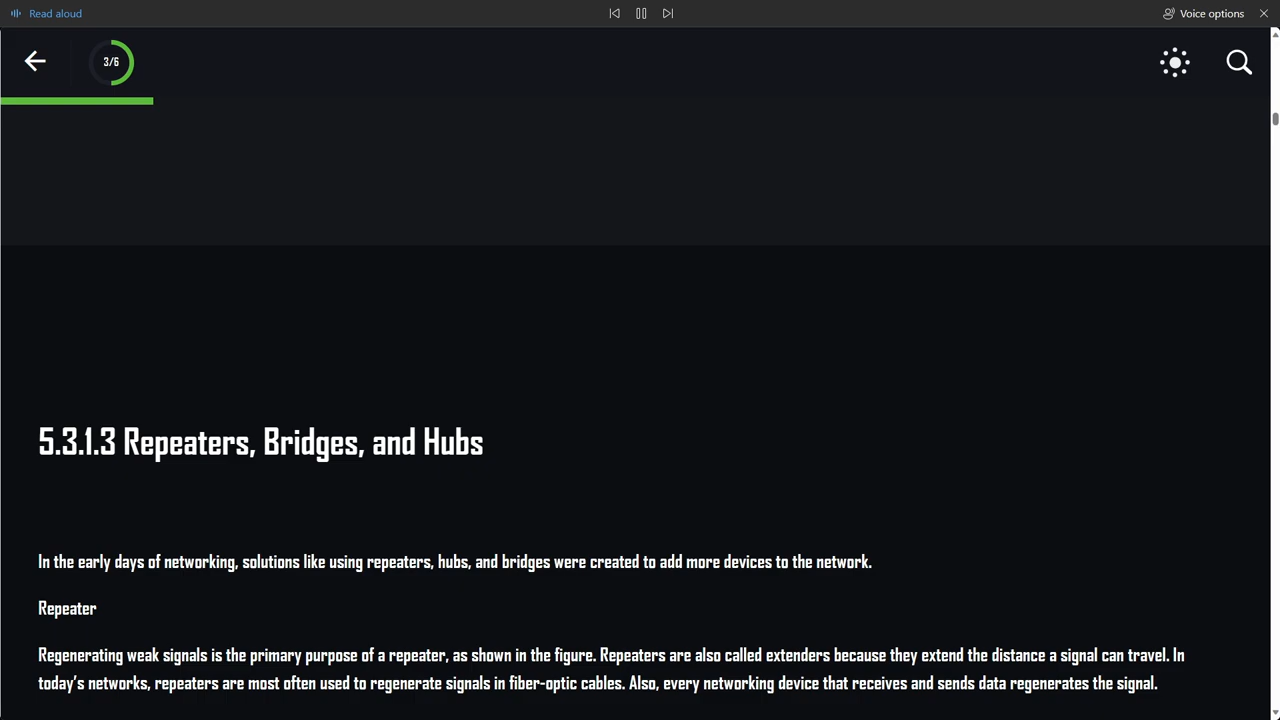 Read aloud
Voice options
3/6
5.3.1.3 Repeaters, Bridges, and Hubs
In the early days of networking, solutions like using repeaters, hubs, and bridges were created to add more devices to the network.
Repeater
Regenerating weak signals is the primary purpose of a repeater, as shown in the figure. Repeaters are also called extenders because they extend the distance a signal can travel. In
today’s networks, repeaters are most often used to regenerate signals in fiber-optic cables. Also, every networking device that receives and sends data regenerates the signal.